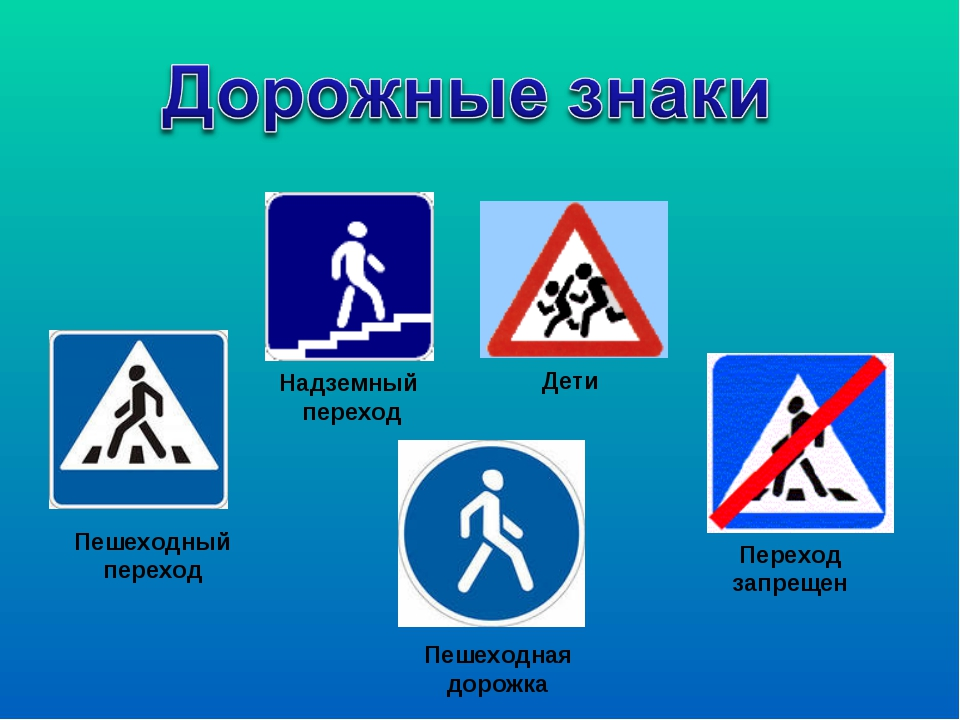 Дорожные знаки
Надземный
переход
Дети
Пешеходный
переход
Переход
запрещен
Пешеходная
дорожка